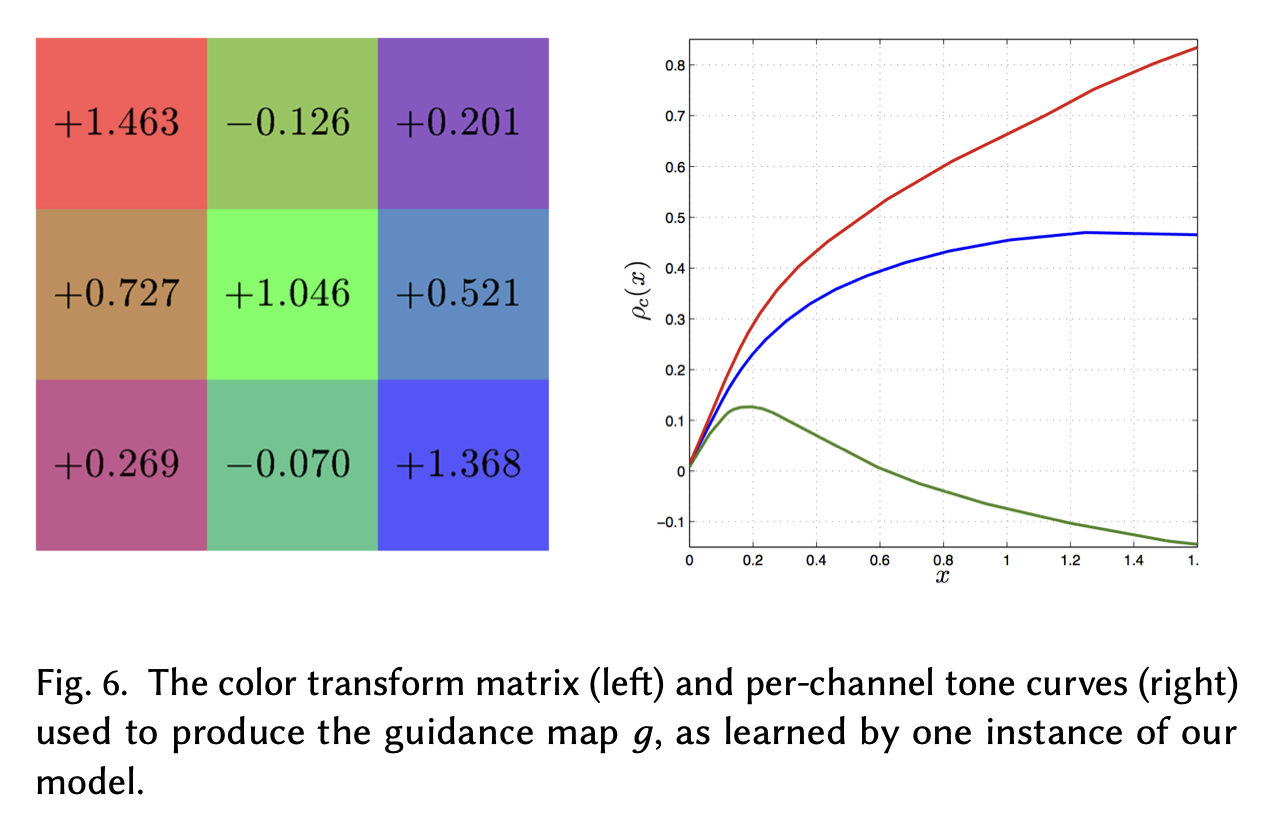 +1.463 −0.126 +0.201
+0.727 +1.046 +0.521
+0.269 −0.070 +1.368
ρc(x)
0.8
0.7
0.6
0.5
0.4
0.3
0.2
0.1
0
−0.1
0 0.2 0.4 0.6 0.8 1 1.2 1.4 1.
x
Fig. 6. The color transform matrix (left) and per-channel tone curves (right)
used to produce the guidance map g, as learned by one instance of our
model.